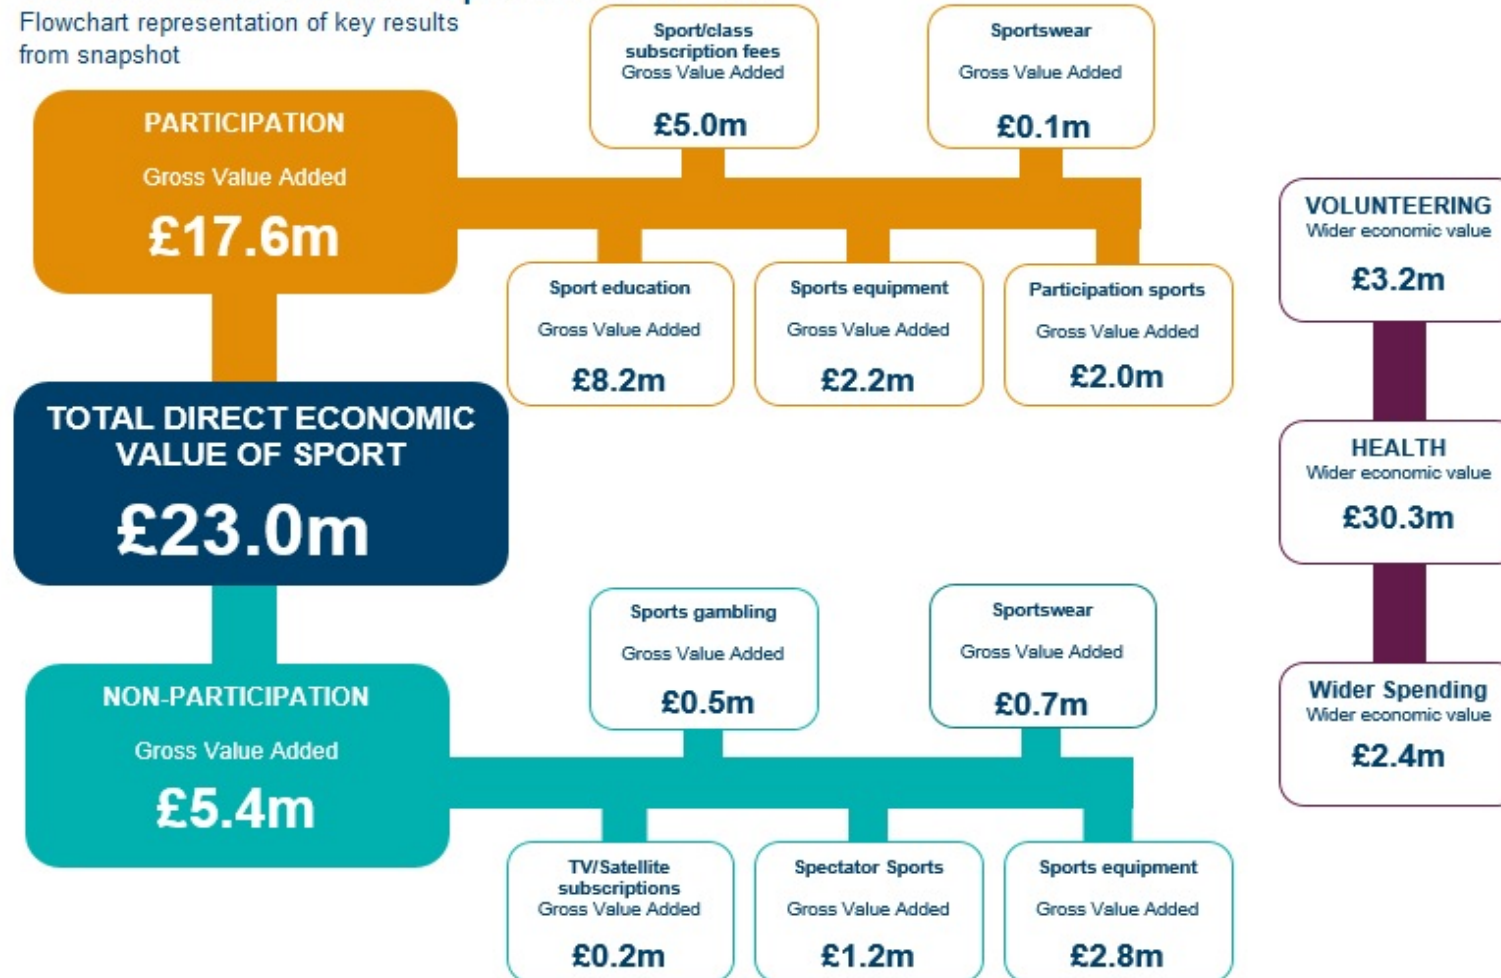 Flowchart representation of key results
from snapshot
PARTICIPATION
Gross Value Added
£17.6m
Sport/class
subscription fees
Gross Value Added
£5.0m
Sportswear
Gross Value Added
£0.1m
Sport education
Gross Value Added
£8.2m
Sports equipment
Gross Value Added
£2.2m
Participation sports
Gross Value Added
£2.0m
TOTAL DIRECT ECONOMIC
VALUE OF SPORT
£23.0m
NON-PARTICIPATION
Gross Value Added
£5.4m
Sports gambling
Gross Value Added
£0.5m
Sportswear
Gross Value Added
£0.7m
TV/Satellite
subscriptions
Gross Value Added
£0.2m
Spectator Sports
Gross Value Added
£1.2m
Sports equipment
Gross Value Added
£2.8m
VOLUNTEERING
Wider economic value
£3.2m
HEALTH
Wider economic value
£30.3m
Wider Spending
Wider economic value
£2.4m